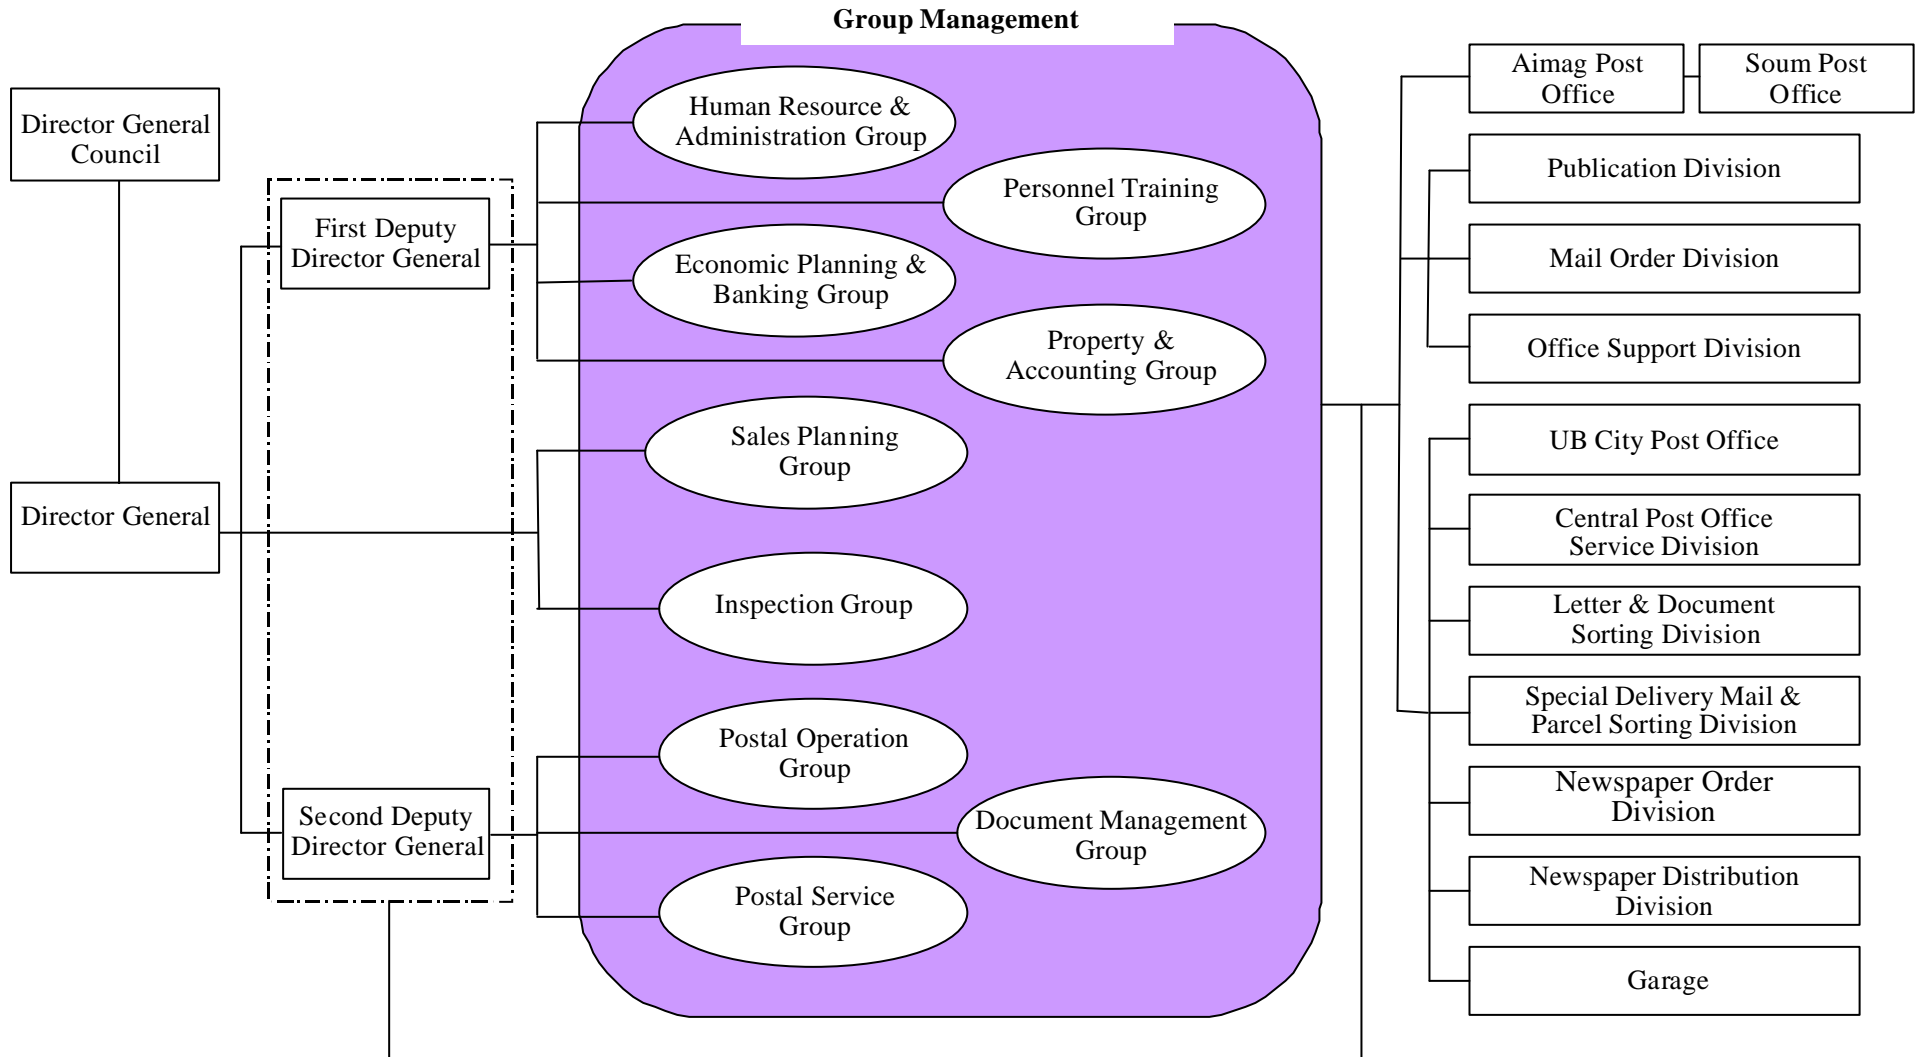 Group Management
Director General
Council
Director General
First Deputy
Director General
Second Deputy
Director General
Human Resource &
Administration Group
Personnel Training
Group
Economic Planning &
Banking Group
Property &
Accounting Group
Sales Planning
Group
Inspection Group
Postal Operation
Group
Document Management
Group
Postal Service
Group
Aimag Post
Office
Soum Post
Office
Publication Division
Mail Order Division
Office Support Division
UB City Post Office
Central Post Office
Service Division
Letter & Document
Sorting Division
Special Delivery Mail &
Parcel Sorting Division
Newspaper Order
Division
Newspaper Distribution
Division
Garage